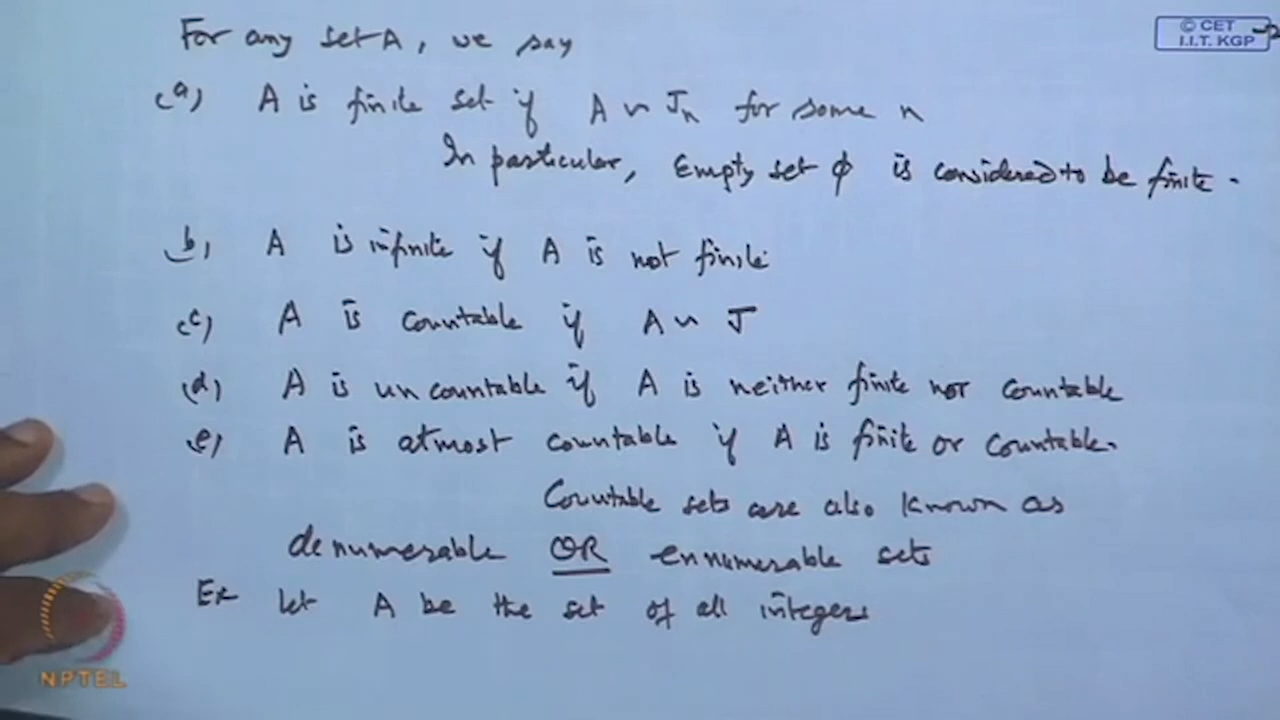 © CET
I.I.T. KGP
For any set A, we say
(a) A is finite set if A ~ Jn for some n
In particular, Empty set ϕ is considered to be finite.
(b) A is infinite if A is not finite.
(c) A is countable if A ~ J
(d) A is uncountable if A is neither finite nor countable
(e) A is atmost countable if A is finite or countable.
Countable sets are also known as
denumerable OR ennumerable sets
Ex let A be the set of all integers
NPTEL